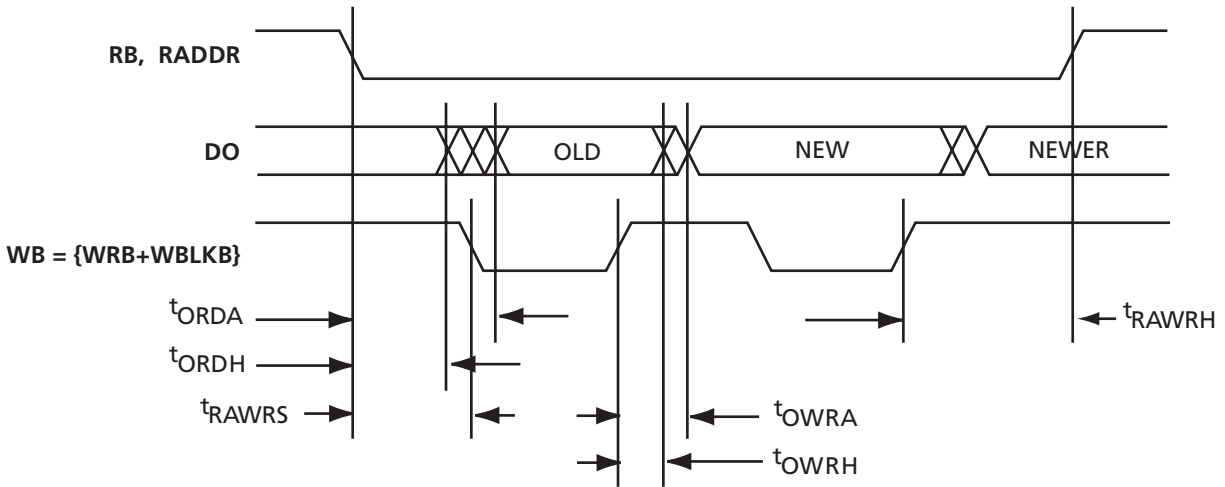 RB, RADDR
DO
OLD
NEW
NEWER
WB = {WRB+WBLKB}
tORDA
tRAWRH
tORDH
tRAWRS
tOWRA
tOWRH